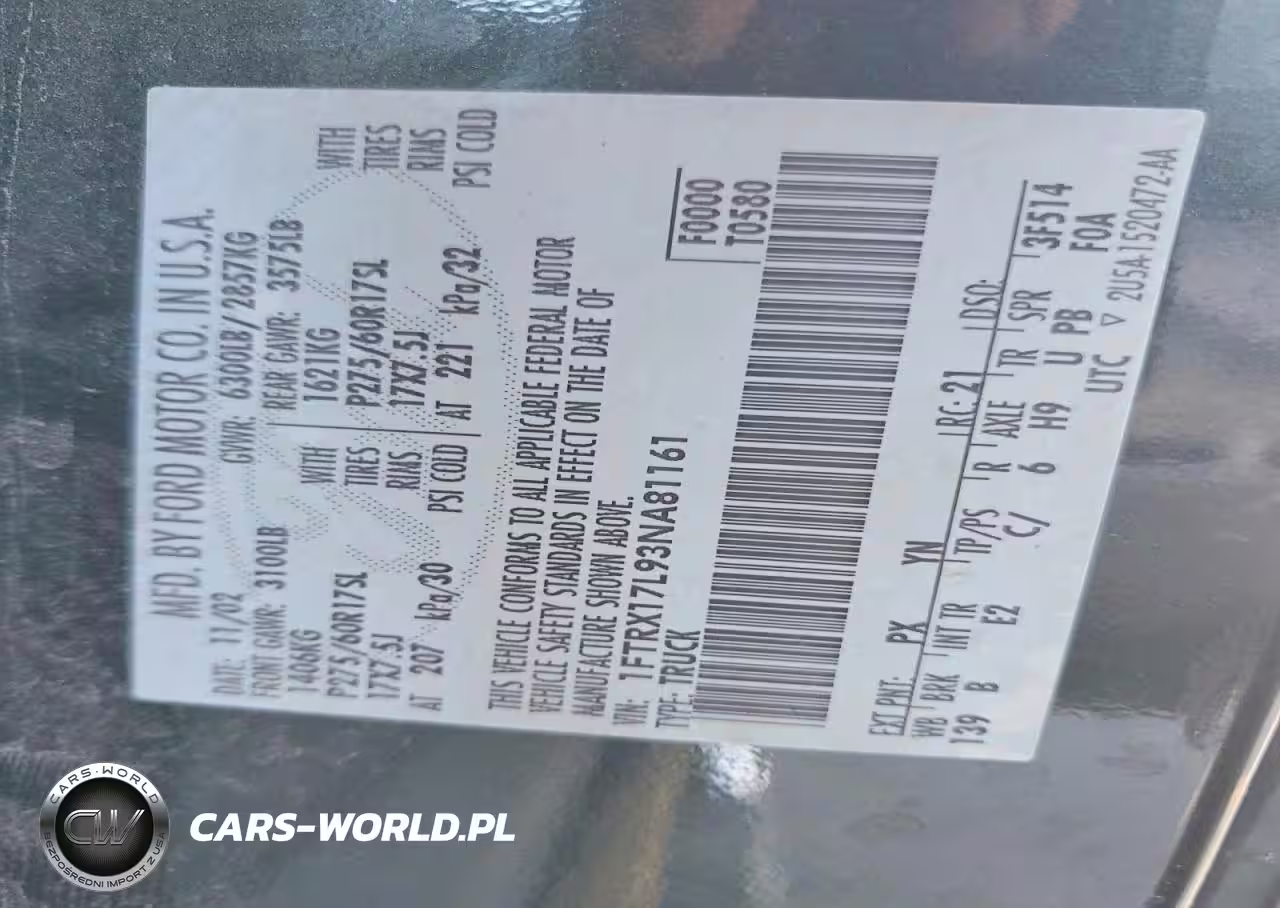 MFD. BY FORD MOTOR CO. IN U.S.A.
DATE: 11/02 GVWR: 6300LB/ 2857KG
FRONT GAWR: 3100LB REAR GAWR: 3575LB
1406KG WITH 1621KG WITH
P275/60R17SL TIRES P275/60R17SL TIRES
17X7.5J RIMS 17X7.5J RIMS
AT 207 kPa/30 PSI COLD AT 221 kPa/32 PSI COLD
THIS VEHICLE CONFORMS TO ALL APPLICABLE FEDERAL MOTOR
VEHICLE SAFETY STANDARDS IN EFFECT ON THE DATE OF
MANUFACTURE SHOWN ABOVE.
VIN: 1FTRX17L93NA81161
TYPE: TRUCK
F0000
T0580
EXT PNT: PX YN RC: 21 DSO:
WB BRK INT TR TP/PS R AXLE TR SPR 3F514
139 B E2 C/ 6 H9 U PB F0A
UTC ▽ 2U5A-1520472-AA
CARS-WORLD
CW
BEZPOŚREDNI IMPORT Z USA
CARS-WORLD.PL